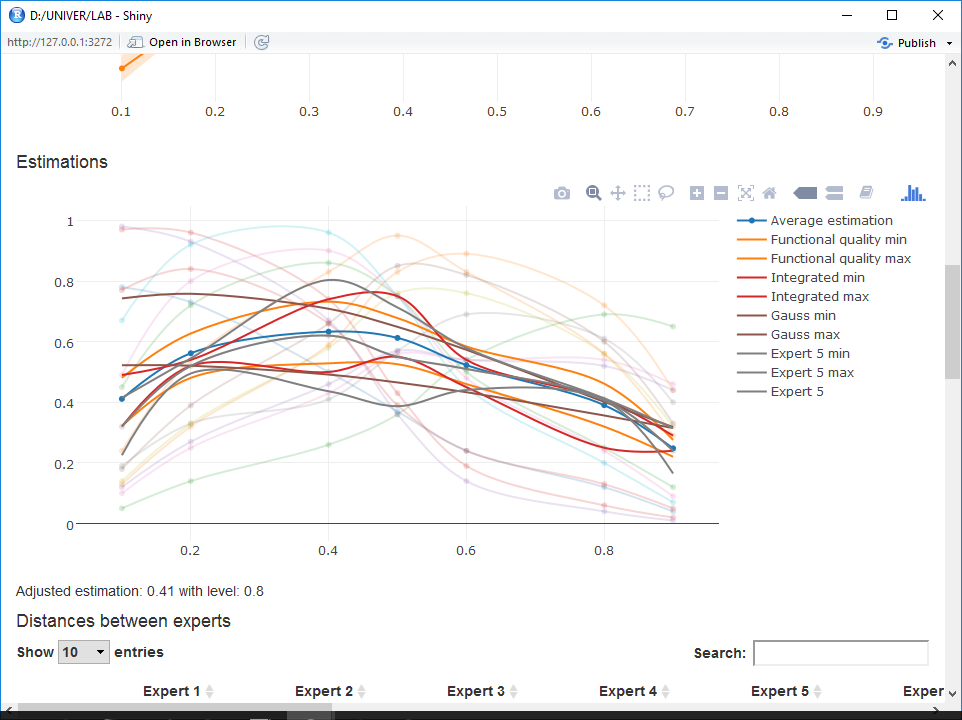 D:/UNIVER/LAB - Shiny
http://127.0.0.1:3272 Open in Browser Publish
0.1 0.2 0.3 0.4 0.5 0.6 0.7 0.8 0.9
Estimations
1
0.8
0.6
0.4
0.2
0
0.2 0.4 0.6 0.8
Average estimation
Functional quality min
Functional quality max
Integrated min
Integrated max
Gauss min
Gauss max
Expert 5 min
Expert 5 max
Expert 5
Adjusted estimation: 0.41 with level: 0.8
Distances between experts
Show 10 entries Search:
Expert 1 Expert 2 Expert 3 Expert 4 Expert 5 Exper